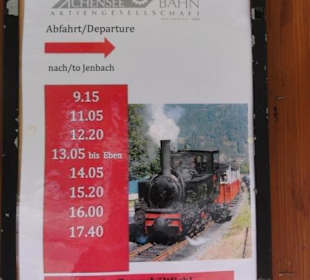 ACHENSEE BAHN
AKTIENGESELLSCHAFT
Abfahrt/Departure
nach/to Jenbach
9.15
11.05
12.20
13.05 bis Eben
14.05
15.20
16.00
17.40